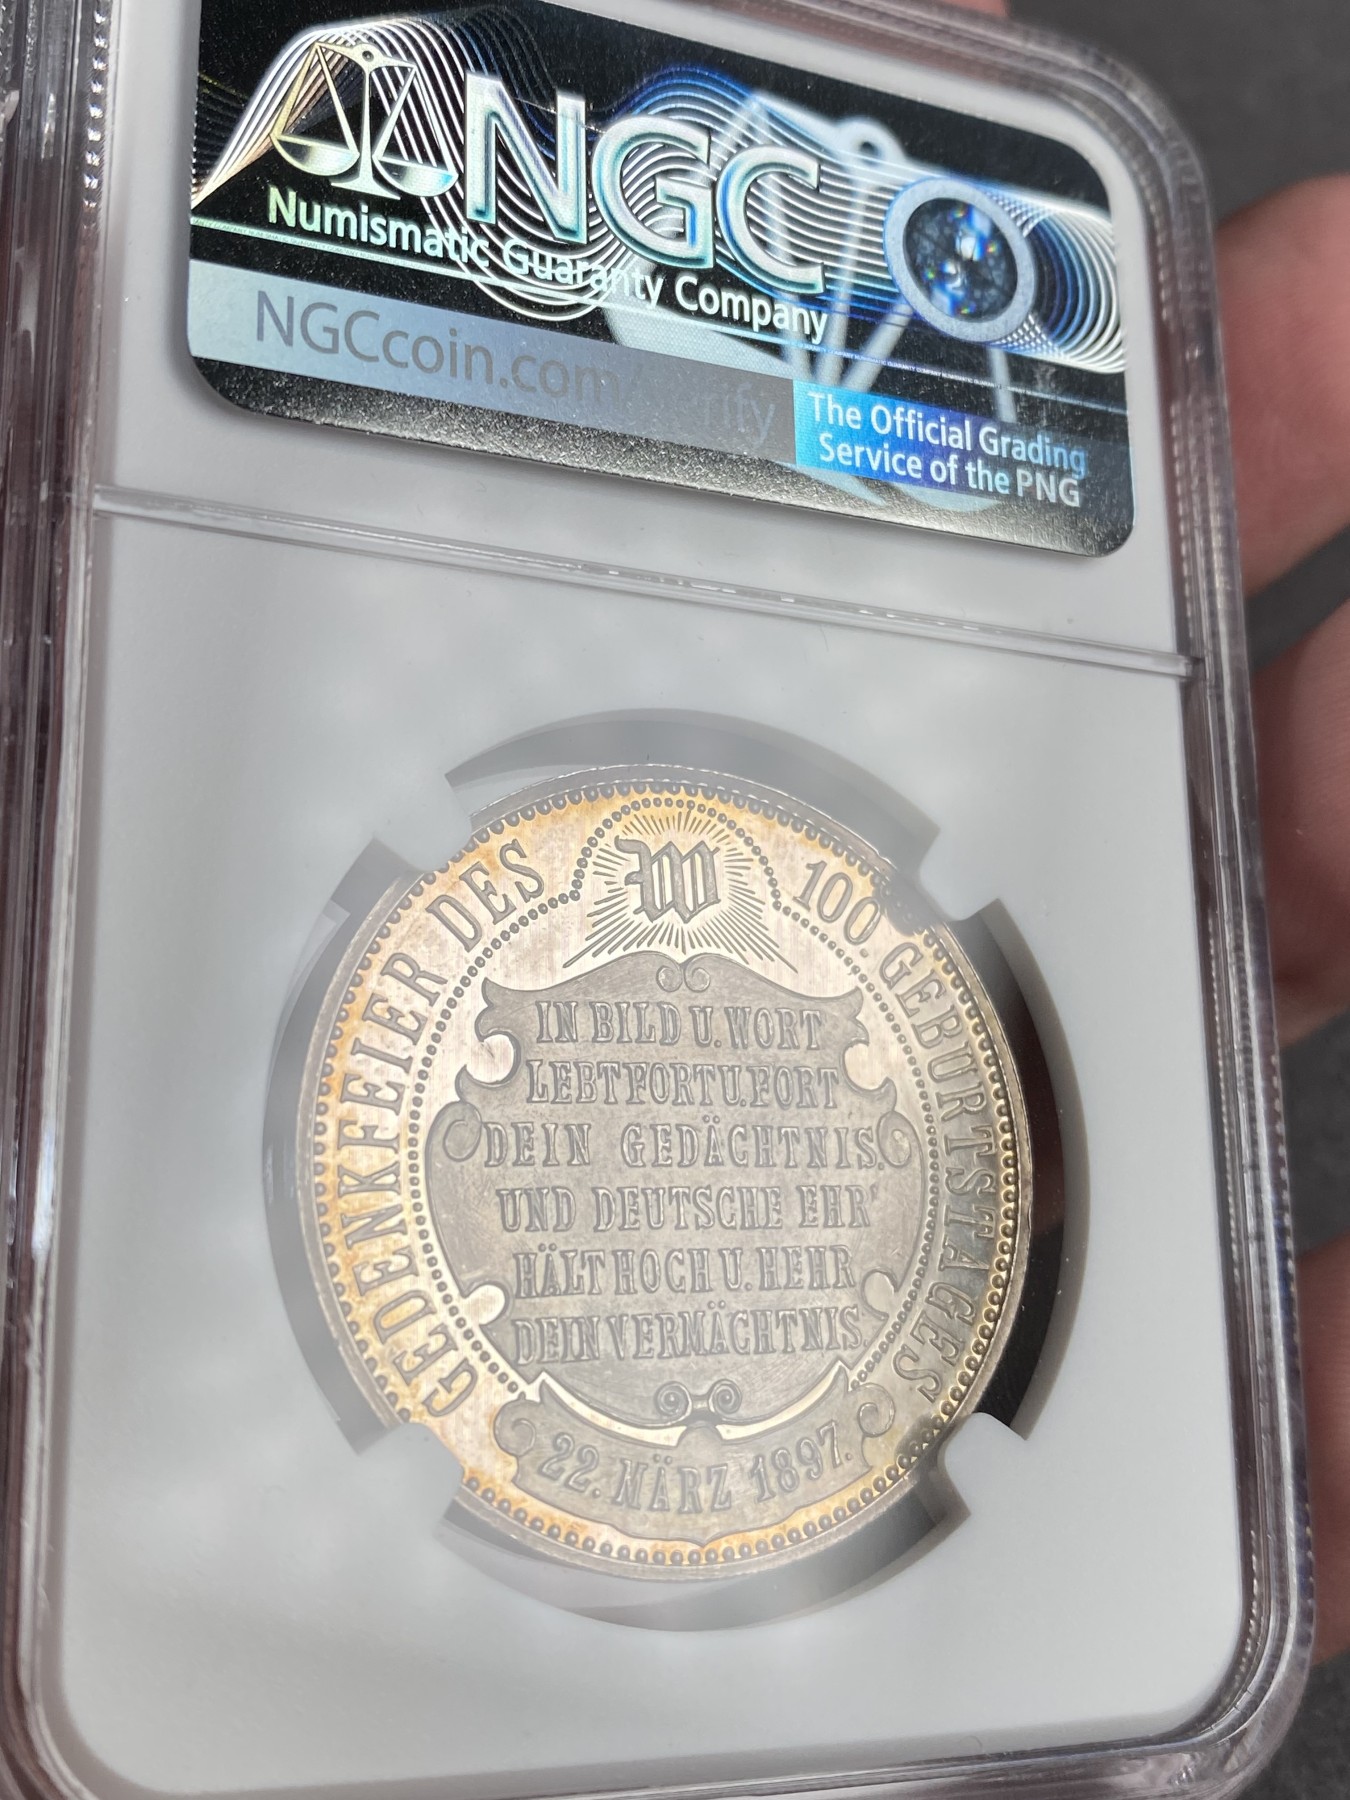 NGC
Numismatic Guaranty Company
NGCcoin.com/verify
The Official Grading
Service of the PNG
GEDENKFEIER DES 100. GEBURTSTAGES
W
IN BILD U. WORT
LEBT FORT U. FORT
DEIN GEDÄCHTNIS.
UND DEUTSCHE EHR'
HÄLT HOCH U. HEHR
DEIN VERMÄCHTNIS.
22. MÄRZ 1897.